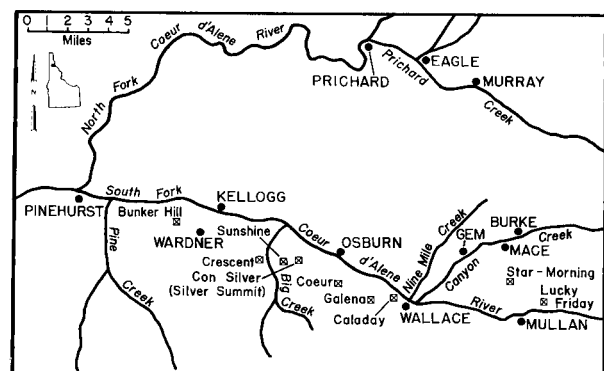 0 1 2 3 4 5
Miles
N
North Fork Coeur d'Alene River
PRICHARD
EAGLE
MURRAY
Prichard Creek
South Fork Coeur d'Alene River
PINEHURST
Bunker Hill
KELLOGG
WARDNER
Pine Creek
Sunshine
Crescent
Con Silver
(Silver Summit)
Big Creek
OSBURN
Coeur
Galena
Caladay
WALLACE
Nine Mile Creek
Canyon Creek
GEM
BURKE
MACE
Star-Morning
Lucky
Friday
MULLAN